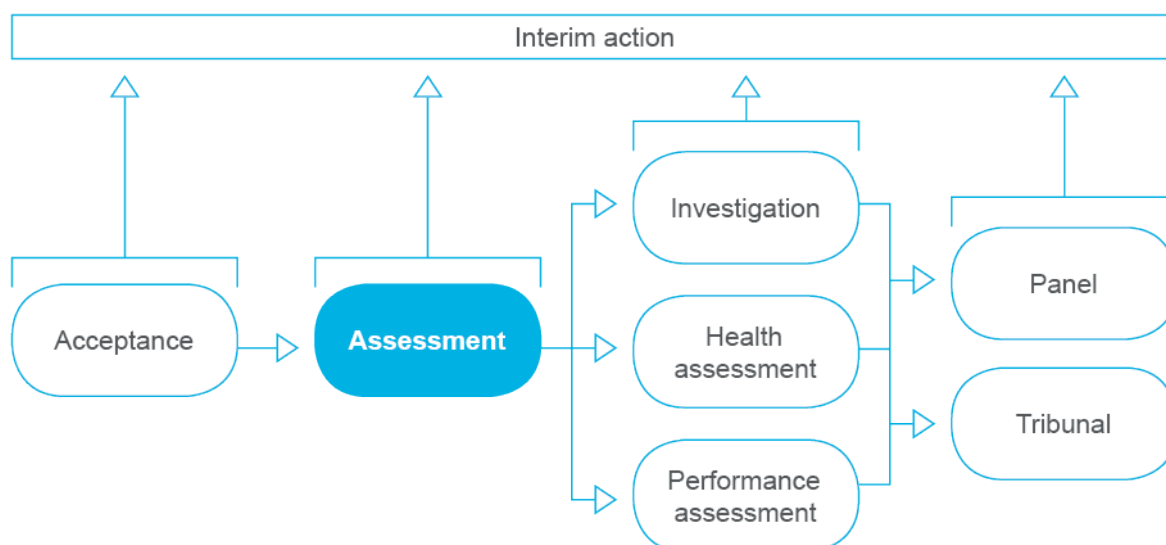 Interim action
Acceptance
Assessment
Investigation
Health
assessment
Performance
assessment
Panel
Tribunal